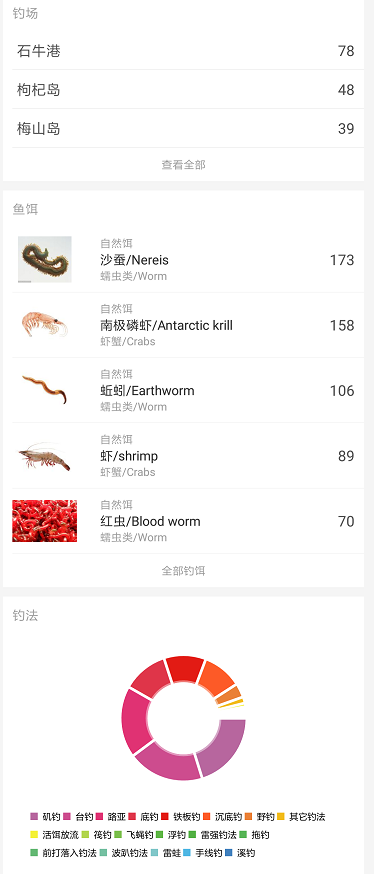 钓场
石牛港 78
枸杞岛 48
梅山岛 39
查看全部
鱼饵
自然饵
沙蚕/Nereis 173
蠕虫类/Worm
自然饵
南极磷虾/Antarctic krill 158
虾蟹/Crabs
自然饵
蚯蚓/Earthworm 106
蠕虫类/Worm
自然饵
虾/shrimp 89
虾蟹/Crabs
自然饵
红虫/Blood worm 70
蠕虫类/Worm
全部钓饵
钓法
矶钓 台钓 路亚 底钓 铁板钓 沉底钓 野钓 其它钓法
活饵放流 筏钓 飞蝇钓 浮钓 雷强钓法 拖钓
前打落入钓法 波趴钓法 雷蛙 手线钓 溪钓